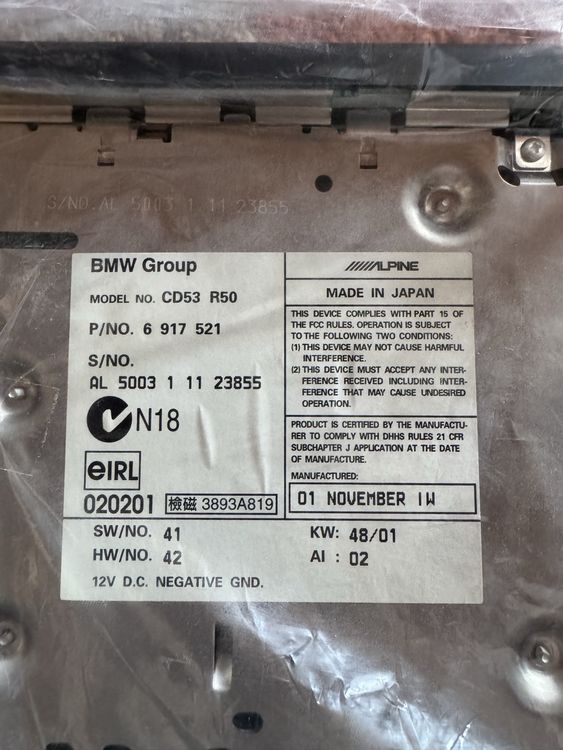 S/NO.AL 5003 1 11 23855
BMW Group
MODEL NO. CD53 R50
P/NO. 6 917 521
S/NO.
AL 5003 1 11 23855
N18
eIRL
020201 檢磁 3893A819
ALPINE
MADE IN JAPAN
THIS DEVICE COMPLIES WITH PART 15 OF
THE FCC RULES. OPERATION IS SUBJECT
TO THE FOLLOWING TWO CONDITIONS:
(1) THIS DEVICE MAY NOT CAUSE HARMFUL
INTERFERENCE.
(2) THIS DEVICE MUST ACCEPT ANY INTER-
FERENCE RECEIVED INCLUDING INTER-
FERENCE THAT MAY CAUSE UNDESIRED
OPERATION.
PRODUCT IS CERTIFIED BY THE MANUFACTU-
RER TO COMPLY WITH DHHS RULES 21 CFR
SUBCHAPTER J APPLICATION AT THE DATE
OF MANUFACTURE.
MANUFACTURED:
01 NOVEMBER IW
SW/NO. 41
HW/NO. 42
12V D.C. NEGATIVE GND.
KW: 48/01
AI : 02